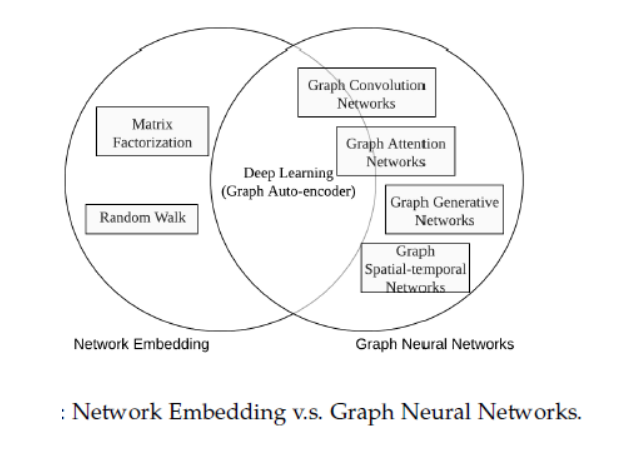 Graph Convolution
Networks
Matrix
Factorization
Graph Attention
Networks
Deep Learning
(Graph Auto-encoder)
Graph Generative
Networks
Random Walk
Graph
Spatial-temporal
Networks
Network Embedding
Graph Neural Networks
: Network Embedding v.s. Graph Neural Networks.